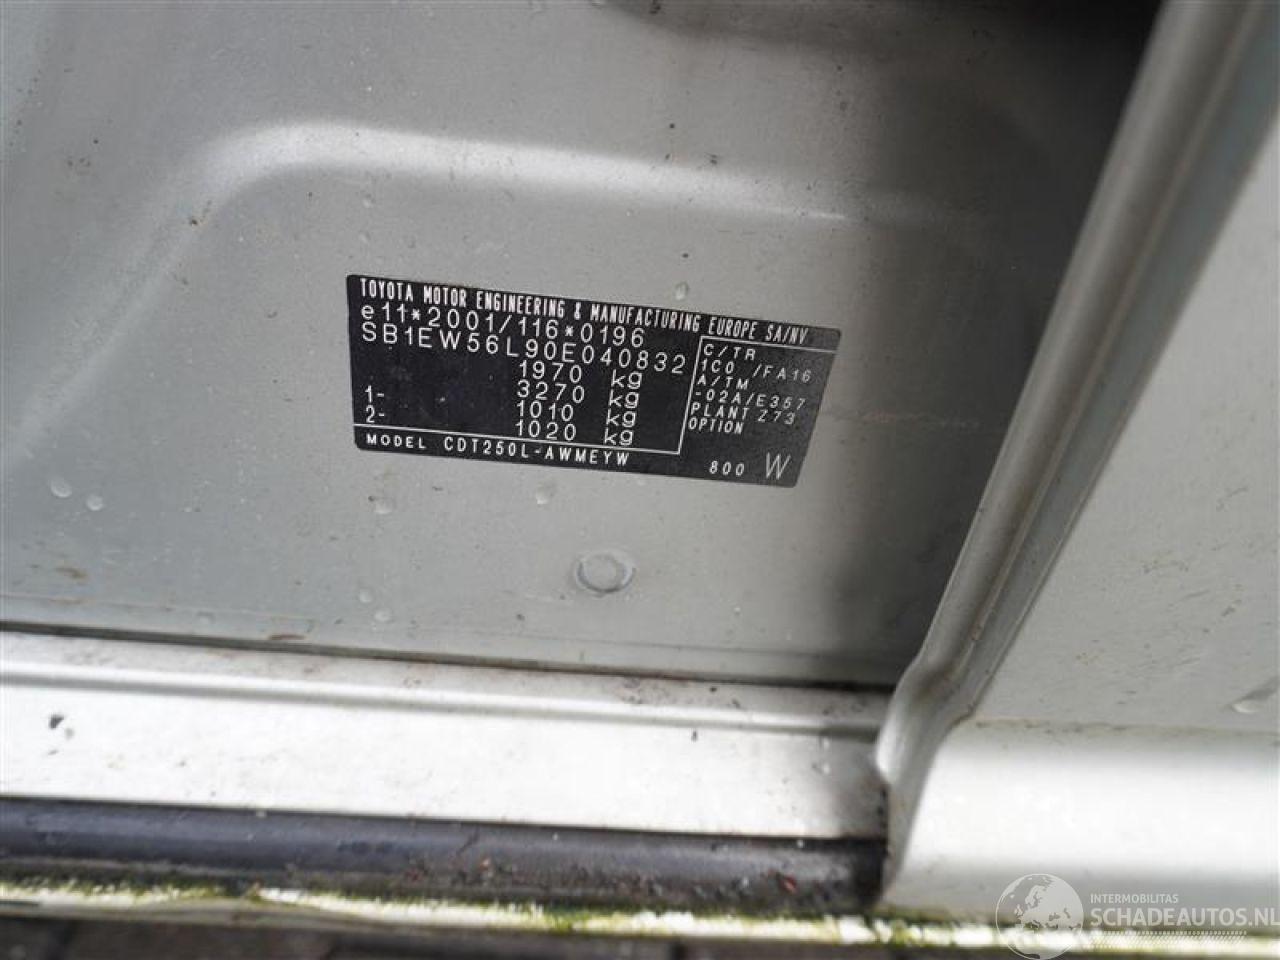 TOYOTA MOTOR ENGINEERING & MANUFACTURING EUROPE SA/NV
e11*2001/116*0196
SB1EW56L90E040832
1970 kg
3270 kg
1- 1010 kg
2- 1020 kg
MODEL CDT250L-AWMEYW
C/TR
1C0 /FA16
A/TM
-02A/E357
PLANT Z73
OPTION
800 W
INTERMOBILITAS
SCHADEAUTOS.NL